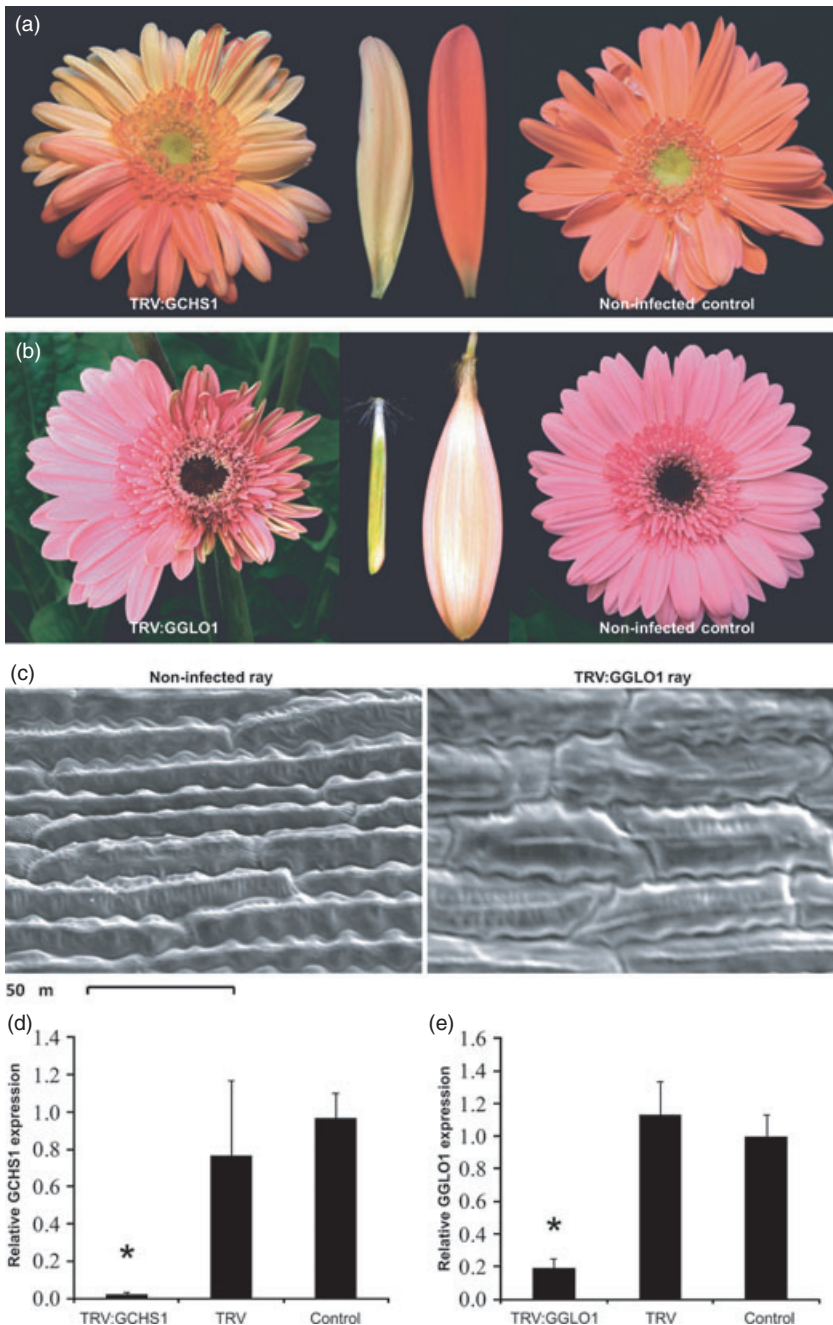 (a)
TRV:GCHS1
Non-infected control
(b)
TRV:GGLO1
Non-infected control
(c)
Non-infected ray
TRV:GGLO1 ray
50 m
(d)
Relative GCHS1 expression
1.4
1.2
1.0
0.8
0.6
0.4
0.2
0.0
*
TRV:GCHS1
TRV
Control
(e)
Relative GGLO1 expression
1.6
1.4
1.2
1.0
0.8
0.6
0.4
0.2
0.0
*
TRV:GGLO1
TRV
Control